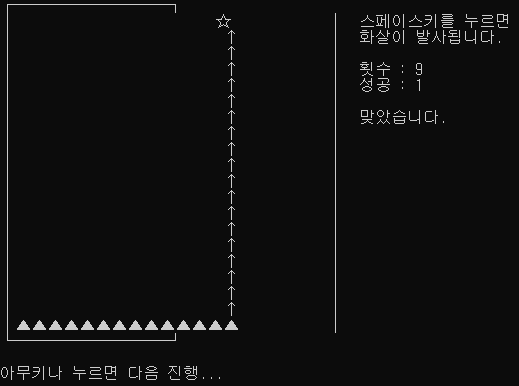 스페이스키를 누르면
화살이 발사됩니다.
횟수 : 9
성공 : 1
맞았습니다.
아무키나 누르면 다음 진행...